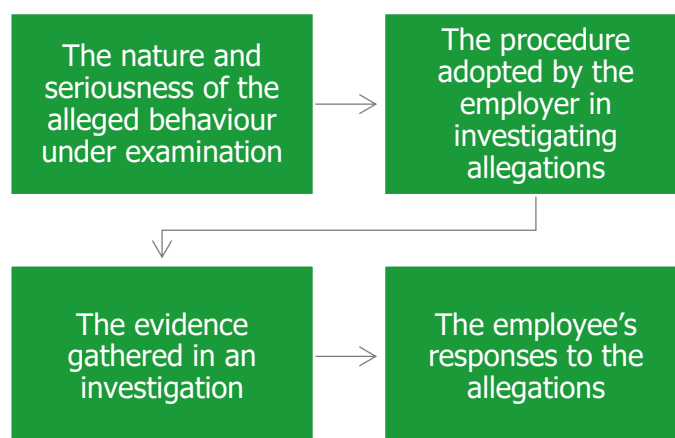 The nature and
seriousness of the
alleged behaviour
under examination
The procedure
adopted by the
employer in
investigating
allegations
The evidence
gathered in an
investigation
The employee’s
responses to the
allegations